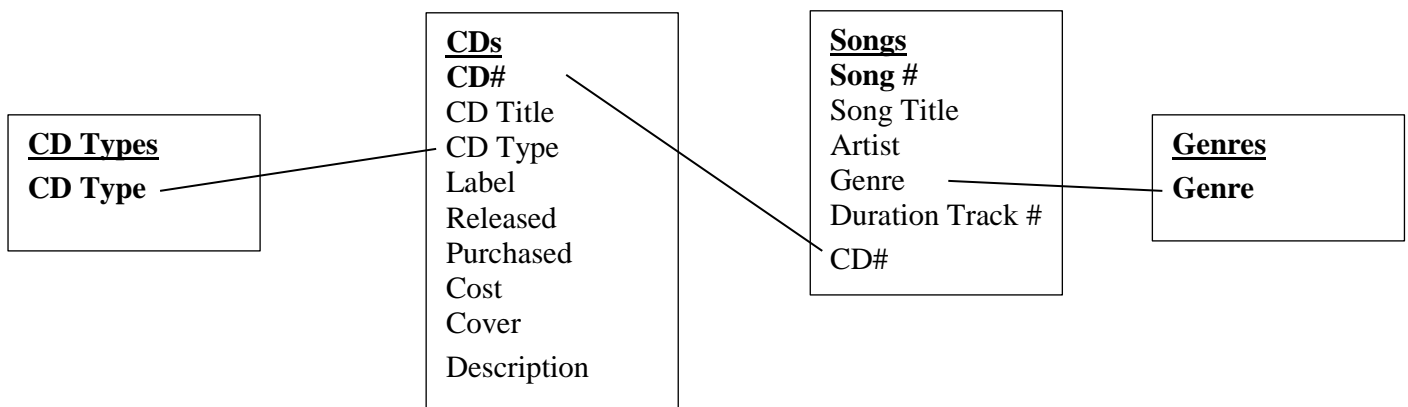 CD Types
CD Type
CDs
CD#
CD Title
CD Type
Label
Released
Purchased
Cost
Cover
Description
Songs
Song #
Song Title
Artist
Genre
Duration Track #
CD#
Genres
Genre